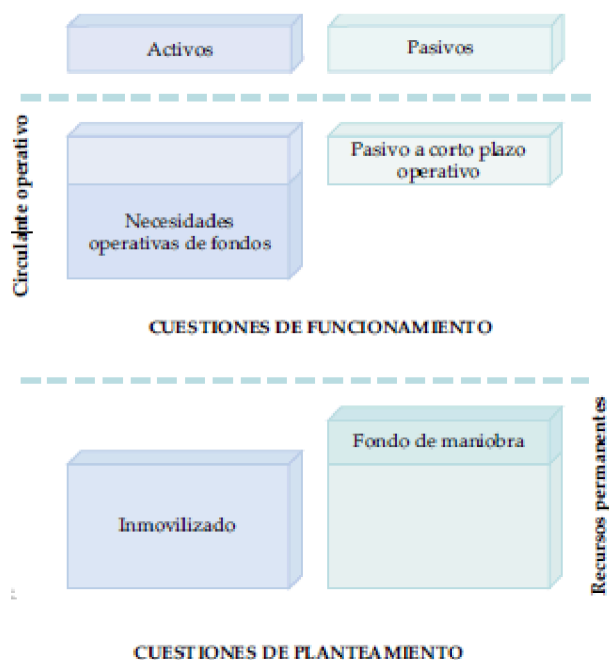 Activos
Pasivos
Circulante operativo
Pasivo a corto plazo
operativo
Necesidades
operativas de fondos
CUESTIONES DE FUNCIONAMIENTO
Fondo de maniobra
Inmovilizado
Recursos permanentes
CUESTIONES DE PLANTEAMIENTO